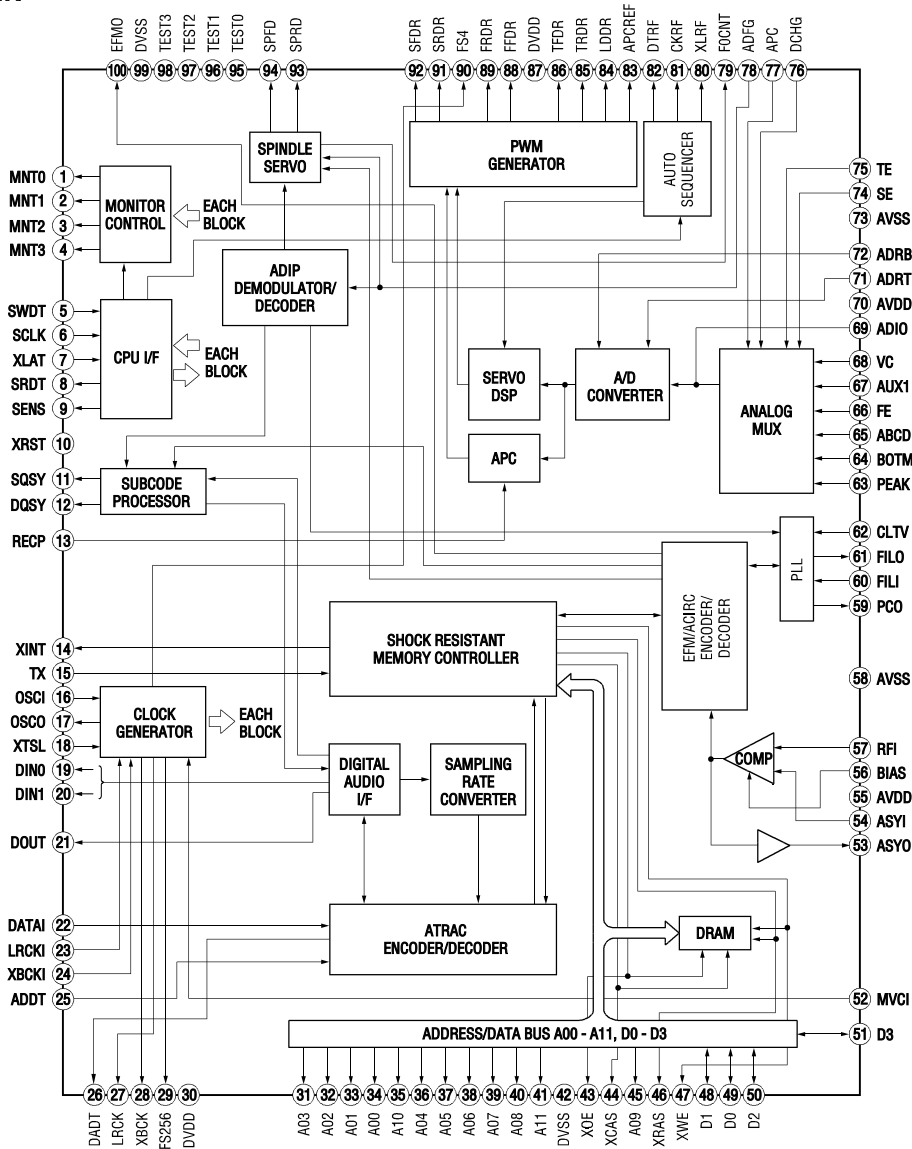 EFMO
DVSS
TEST3
TEST2
TEST1
TEST0
SPFD
SPRD
SFDR
SRDR
FS4
FRDR
FFDR
DVDD
TFDR
TRDR
LDDR
APCREF
DTRF
CKRF
XLRF
F0CNT
ADFG
APC
DCHG
100 99 98 97 96 95 94 93 92 91 90 89 88 87 86 85 84 83 82 81 80 79 78 77 76
MNT0 1
MNT1 2
MNT2 3
MNT3 4
SWDT 5
SCLK 6
XLAT 7
SRDT 8
SENS 9
XRST 10
SQSY 11
DQSY 12
RECP 13
XINT 14
TX 15
OSCI 16
OSCO 17
XTSL 18
DIN0 19
DIN1 20
DOUT 21
DATAI 22
LRCKI 23
XBCKI 24
ADDT 25
MONITOR
CONTROL
EACH
BLOCK
SPINDLE
SERVO
PWM
GENERATOR
AUTO
SEQUENCER
ADIP
DEMODULATOR/
DECODER
CPU I/F
EACH
BLOCK
SERVO
DSP
A/D
CONVERTER
ANALOG
MUX
APC
SUBCODE
PROCESSOR
PLL
EFM/ACIRC
ENCODER/
DECODER
SHOCK RESISTANT
MEMORY CONTROLLER
CLOCK
GENERATOR
EACH
BLOCK
DIGITAL
AUDIO
I/F
SAMPLING
RATE
CONVERTER
COMP
ATRAC
ENCODER/DECODER
DRAM
ADDRESS/DATA BUS A00 - A11, D0 - D3
75 TE
74 SE
73 AVSS
72 ADRB
71 ADRT
70 AVDD
69 ADIO
68 VC
67 AUX1
66 FE
65 ABCD
64 BOTM
63 PEAK
62 CLTV
61 FILO
60 FILI
59 PCO
58 AVSS
57 RFI
56 BIAS
55 AVDD
54 ASYI
53 ASYO
52 MVCI
51 D3
26 27 28 29 30 31 32 33 34 35 36 37 38 39 40 41 42 43 44 45 46 47 48 49 50
DADT
LRCK
XBCK
FS256
DVDD
A03
A02
A01
A00
A10
A04
A05
A06
A07
A08
A11
DVSS
XOE
XCAS
A09
XRAS
XWE
D1
D0
D2